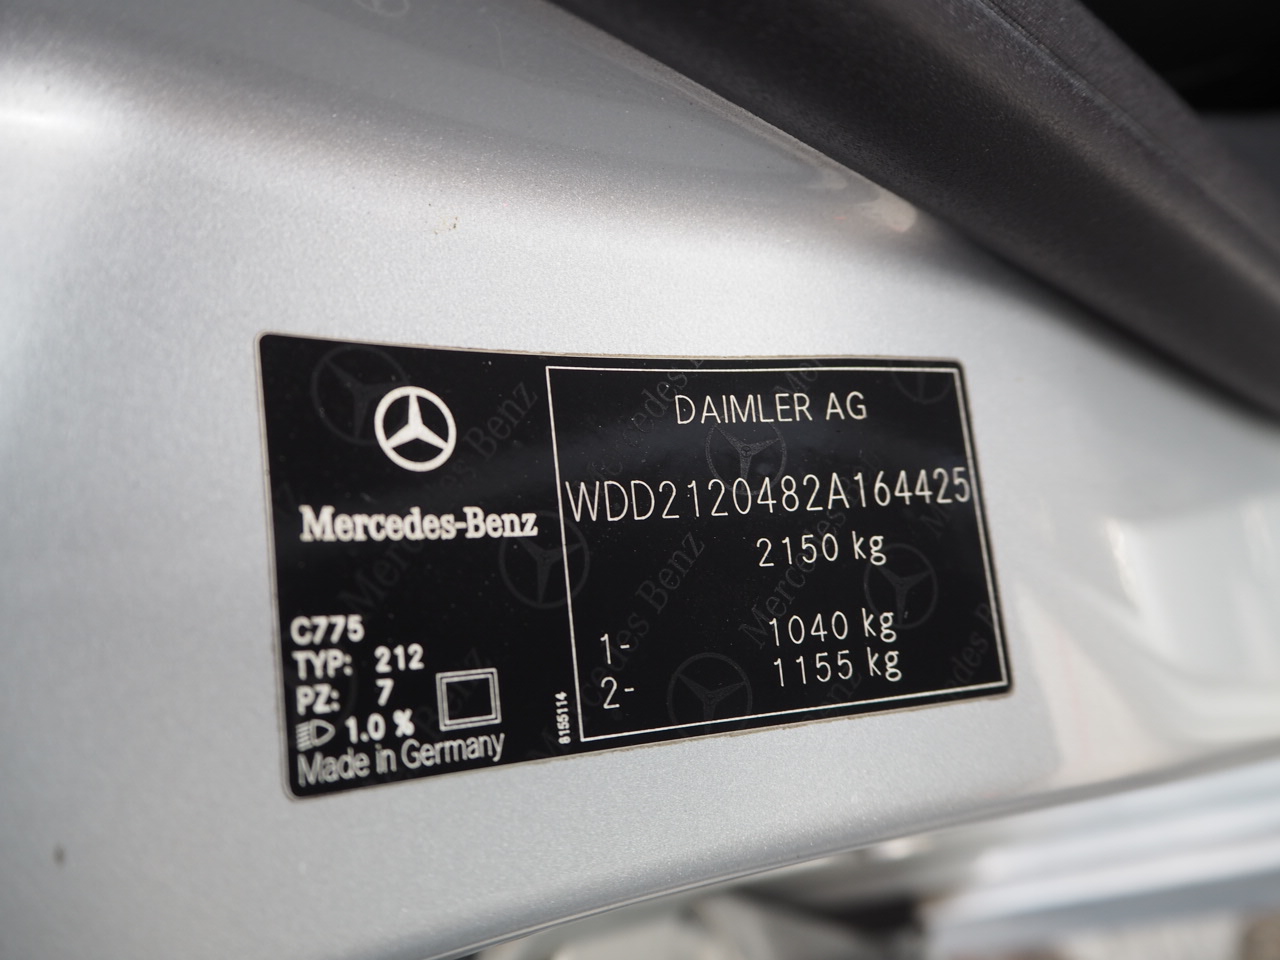 Mercedes-Benz
C775
TYP: 212
PZ: 7
1.0 %
Made in Germany
8155114
DAIMLER AG
WDD2120482A164425
2150 kg
1- 1040 kg
2- 1155 kg